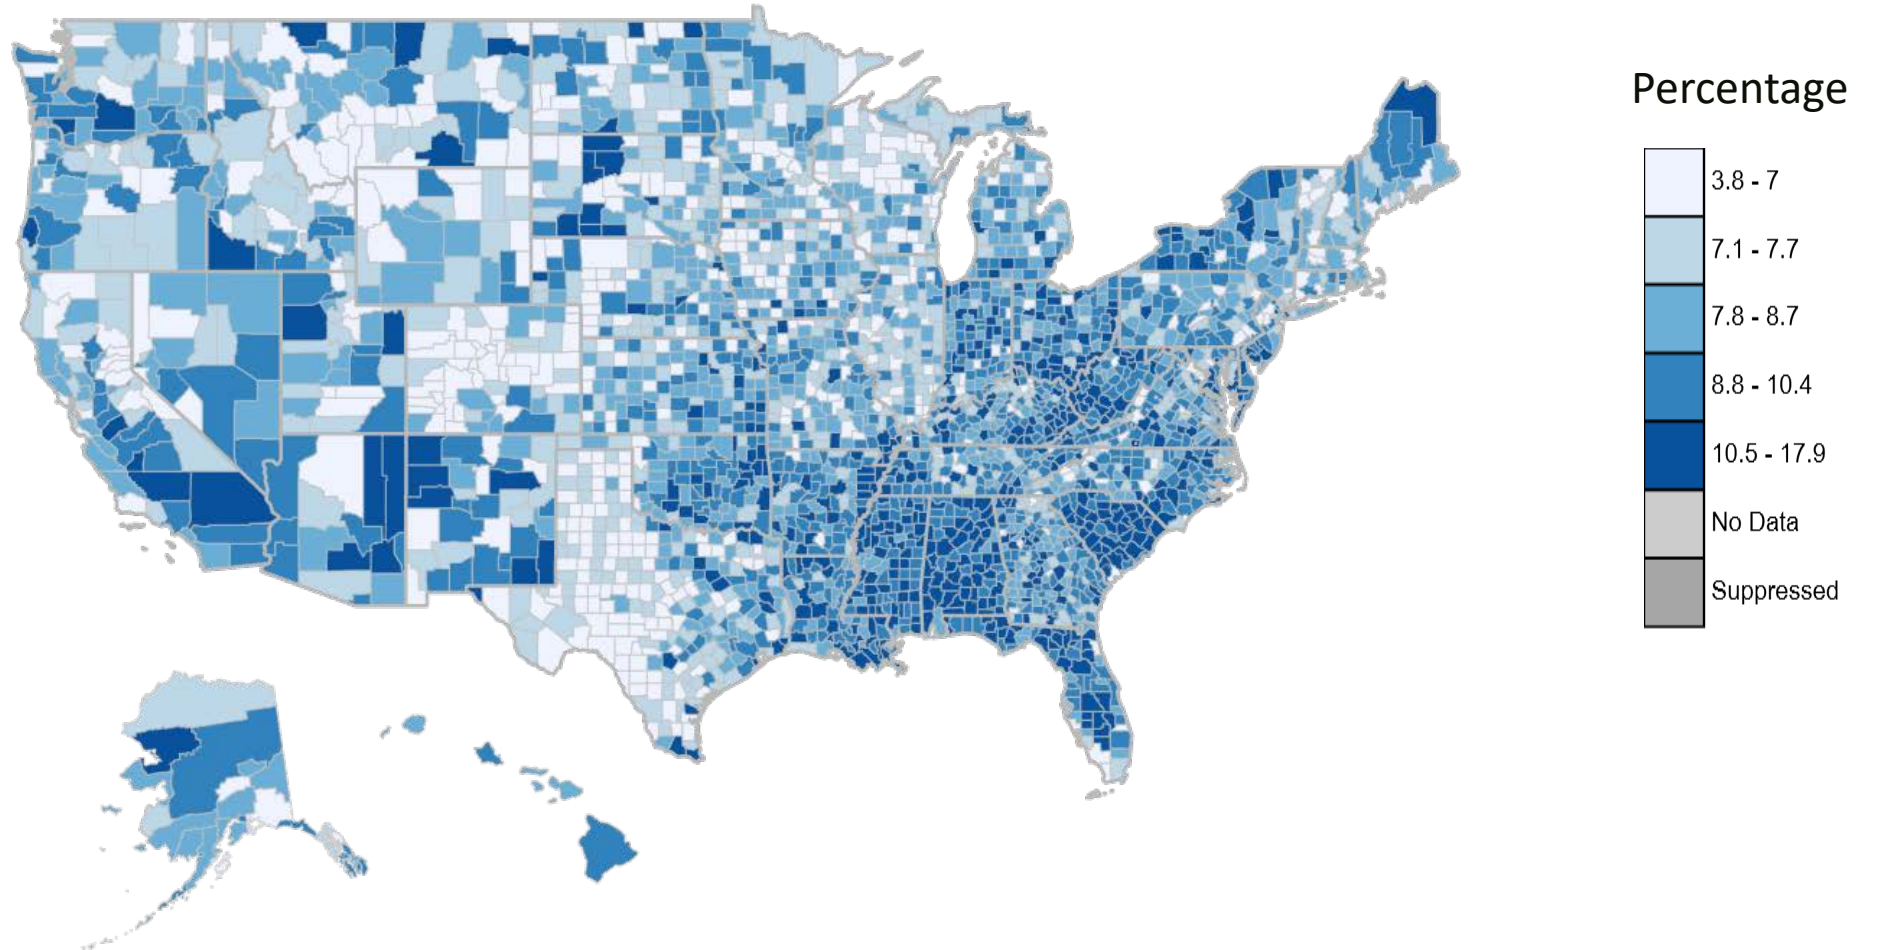 Percentage
3.8 - 7
7.1 - 7.7
7.8 - 8.7
8.8 - 10.4
10.5 - 17.9
No Data
Suppressed